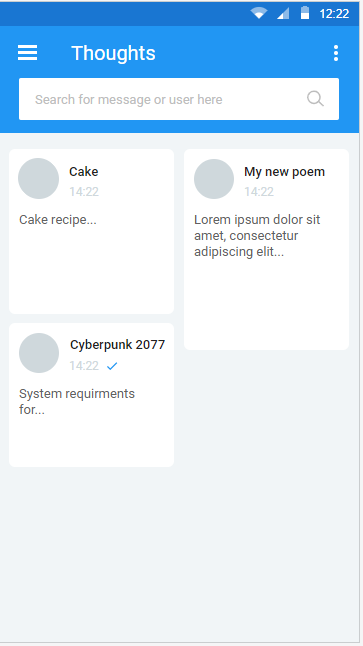 12:22
Thoughts
Search for message or user here
Cake
14:22
Cake recipe...
My new poem
14:22
Lorem ipsum dolor sit
amet, consectetur
adipiscing elit...
Cyberpunk 2077
14:22
System requirments
for...